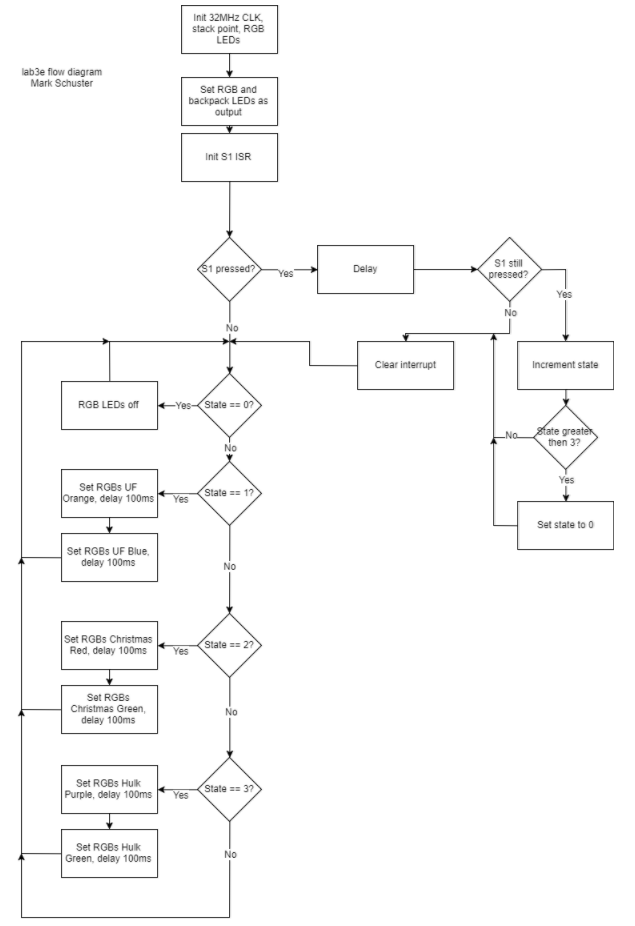 Init 32MHz CLK,
stack point, RGB
LEDs
lab3e flow diagram
Mark Schuster
Set RGB and
backpack LEDs as
output
Init S1 ISR
S1 pressed?
Yes
Delay
S1 still
pressed?
Yes
No
No
Clear interrupt
Increment state
RGB LEDs off
Yes
State == 0?
No
State greater
then 3?
No
Yes
Set RGBs UF
Orange, delay 100ms
Yes
State == 1?
Set state to 0
Set RGBs UF Blue,
delay 100ms
No
Set RGBs Christmas
Red, delay 100ms
Yes
State == 2?
Set RGBs
Christmas Green,
delay 100ms
No
Set RGBs Hulk
Purple, delay 100ms
Yes
State == 3?
Set RGBs Hulk
Green, delay 100ms
No